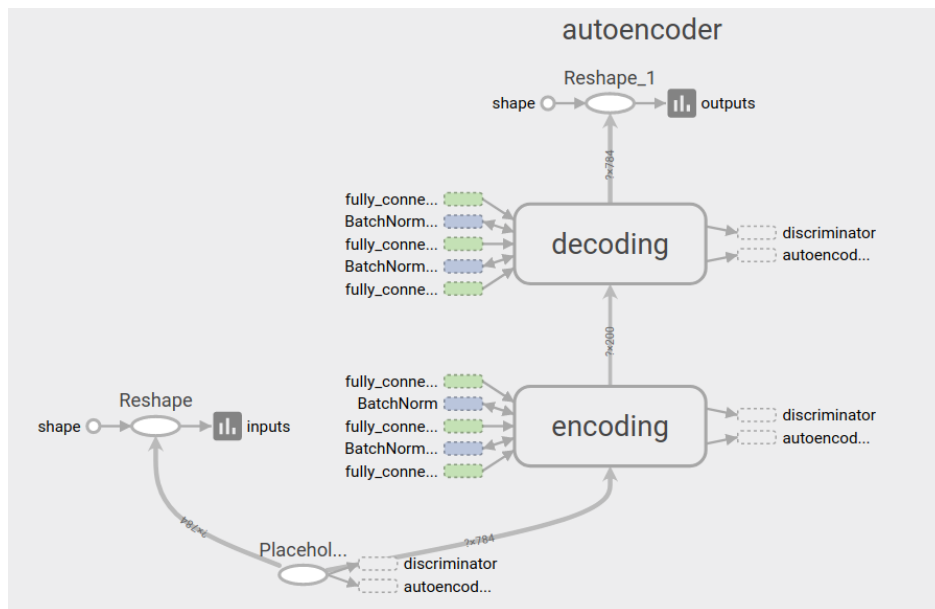 autoencoder
Reshape_1
shape
outputs
?×784
fully_conne...
BatchNorm...
fully_conne...
BatchNorm...
fully_conne...
decoding
discriminator
autoencod...
?×200
fully_conne...
BatchNorm
fully_conne...
BatchNorm...
fully_conne...
encoding
discriminator
autoencod...
Reshape
shape
inputs
?×784
?×784
Placehol...
discriminator
autoencod...